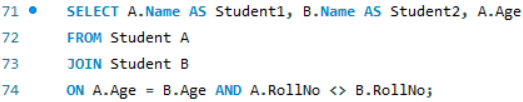 71 SELECT A.Name AS Student1, B.Name AS Student2, A.Age
72 FROM Student A
73 JOIN Student B
74 ON A.Age = B.Age AND A.RollNo <> B.RollNo;